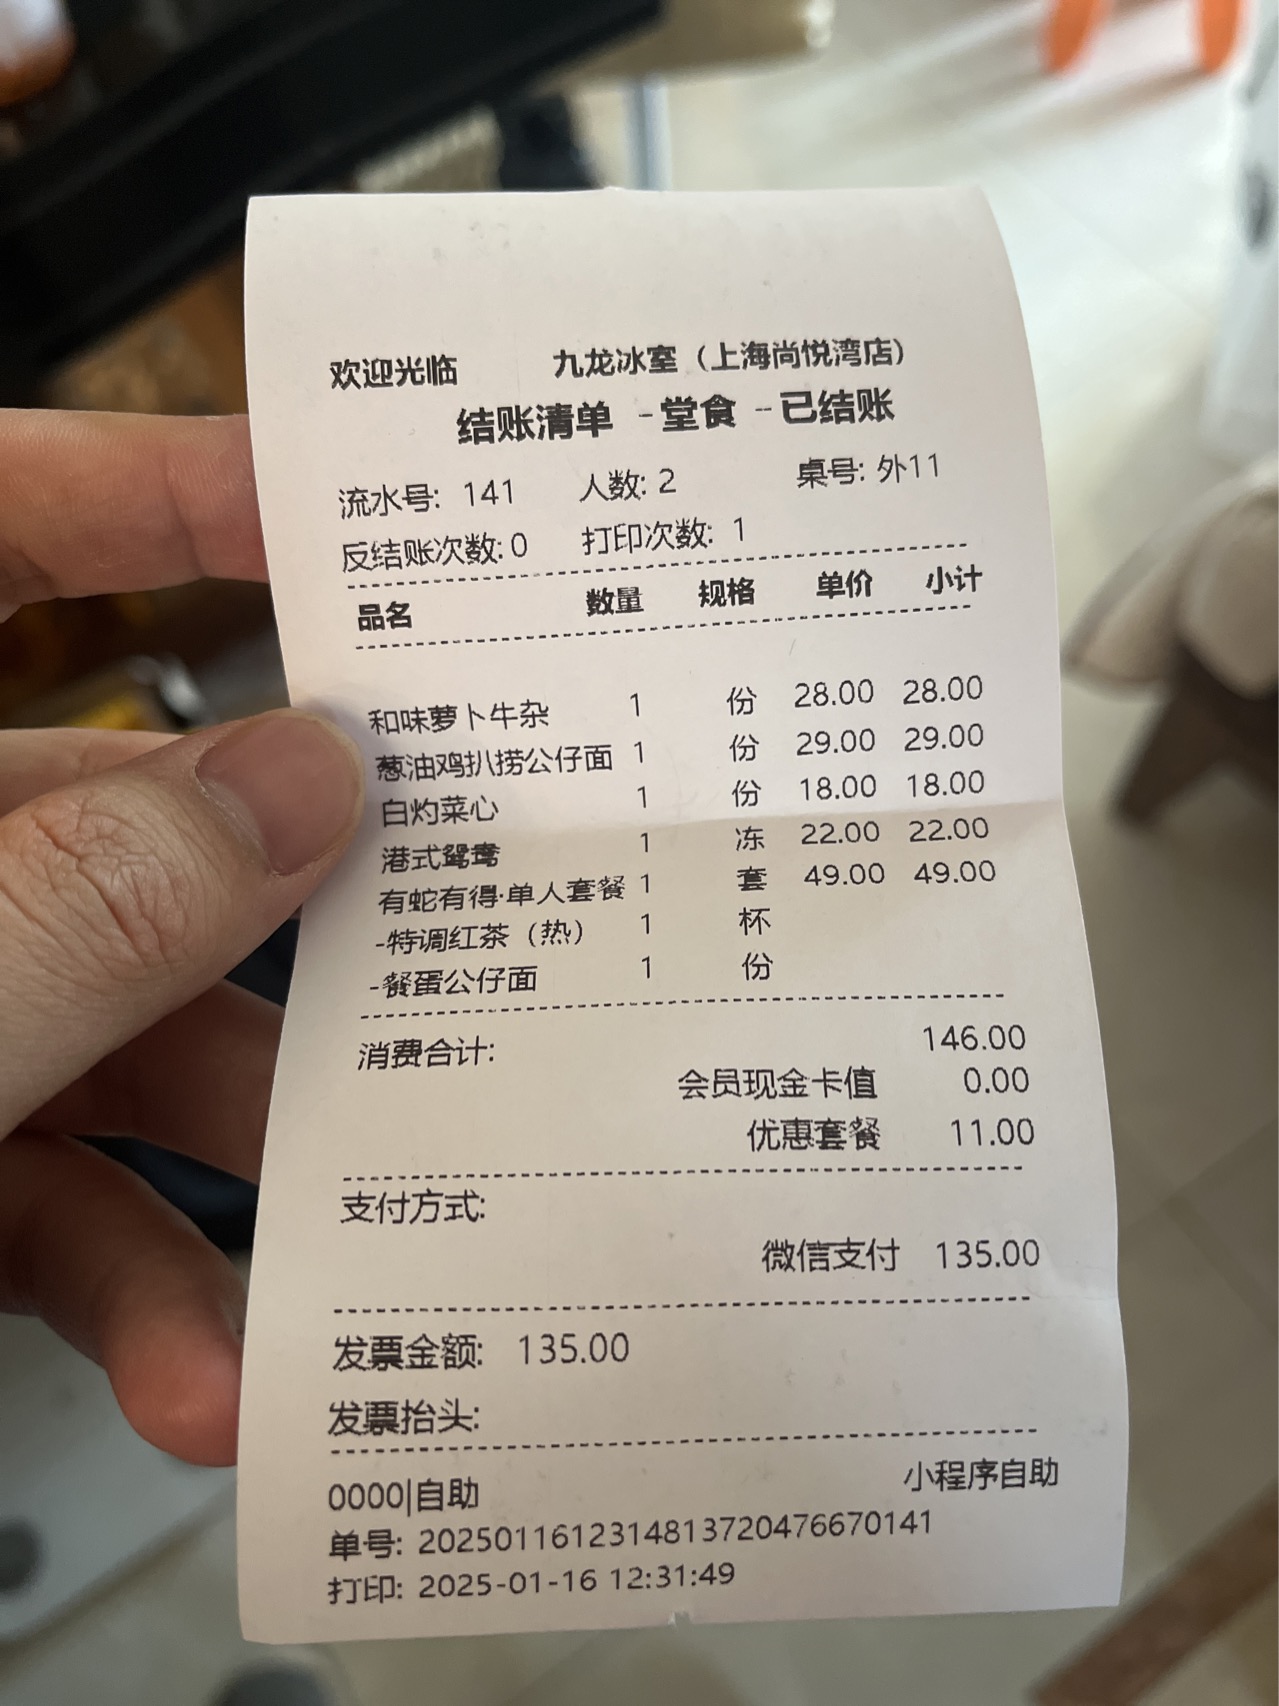 欢迎光临 九龙冰室（上海尚悦湾店）
结账清单 -堂食 -已结账
流水号: 141 人数: 2 桌号: 外11
反结账次数: 0 打印次数: 1
品名 数量 规格 单价 小计
和味萝卜牛杂 1 份 28.00 28.00
葱油鸡扒捞公仔面 1 份 29.00 29.00
白灼菜心 1 份 18.00 18.00
港式鸳鸯 1 冻 22.00 22.00
有蛇有得·单人套餐 1 套 49.00 49.00
-特调红茶（热） 1 杯
-餐蛋公仔面 1 份
消费合计: 146.00
会员现金卡值 0.00
优惠套餐 11.00
支付方式:
微信支付 135.00
发票金额: 135.00
发票抬头:
0000|自助 小程序自助
单号: 2025011612314813720476670141
打印: 2025-01-16 12:31:49